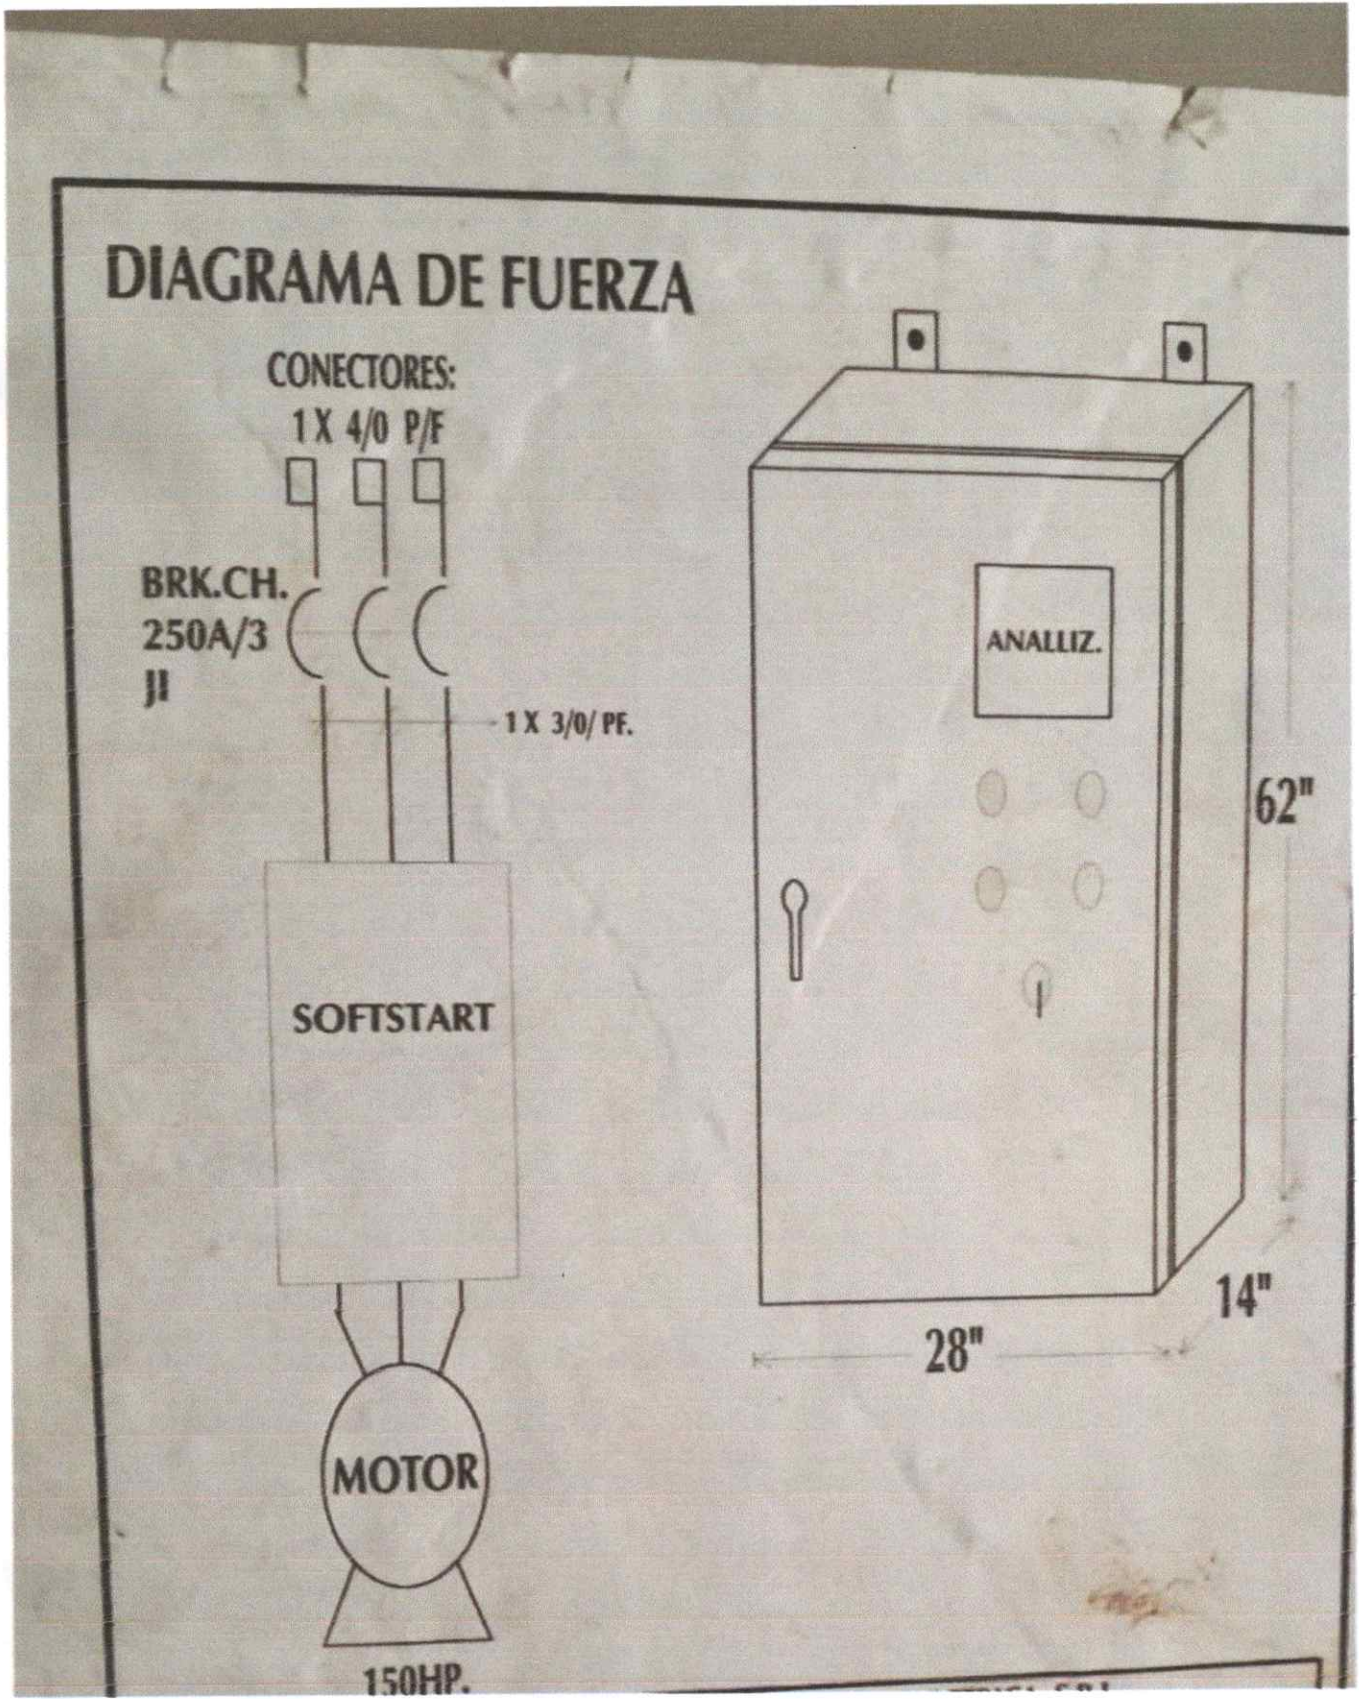 DIAGRAMA DE FUERZA
CONECTORES:
1 X 4/0 P/F
BRK.CH.
250A/3
JI
1 X 3/0/ PF.
SOFTSTART
MOTOR
150HP.
ANALLIZ.
62"
14"
28"